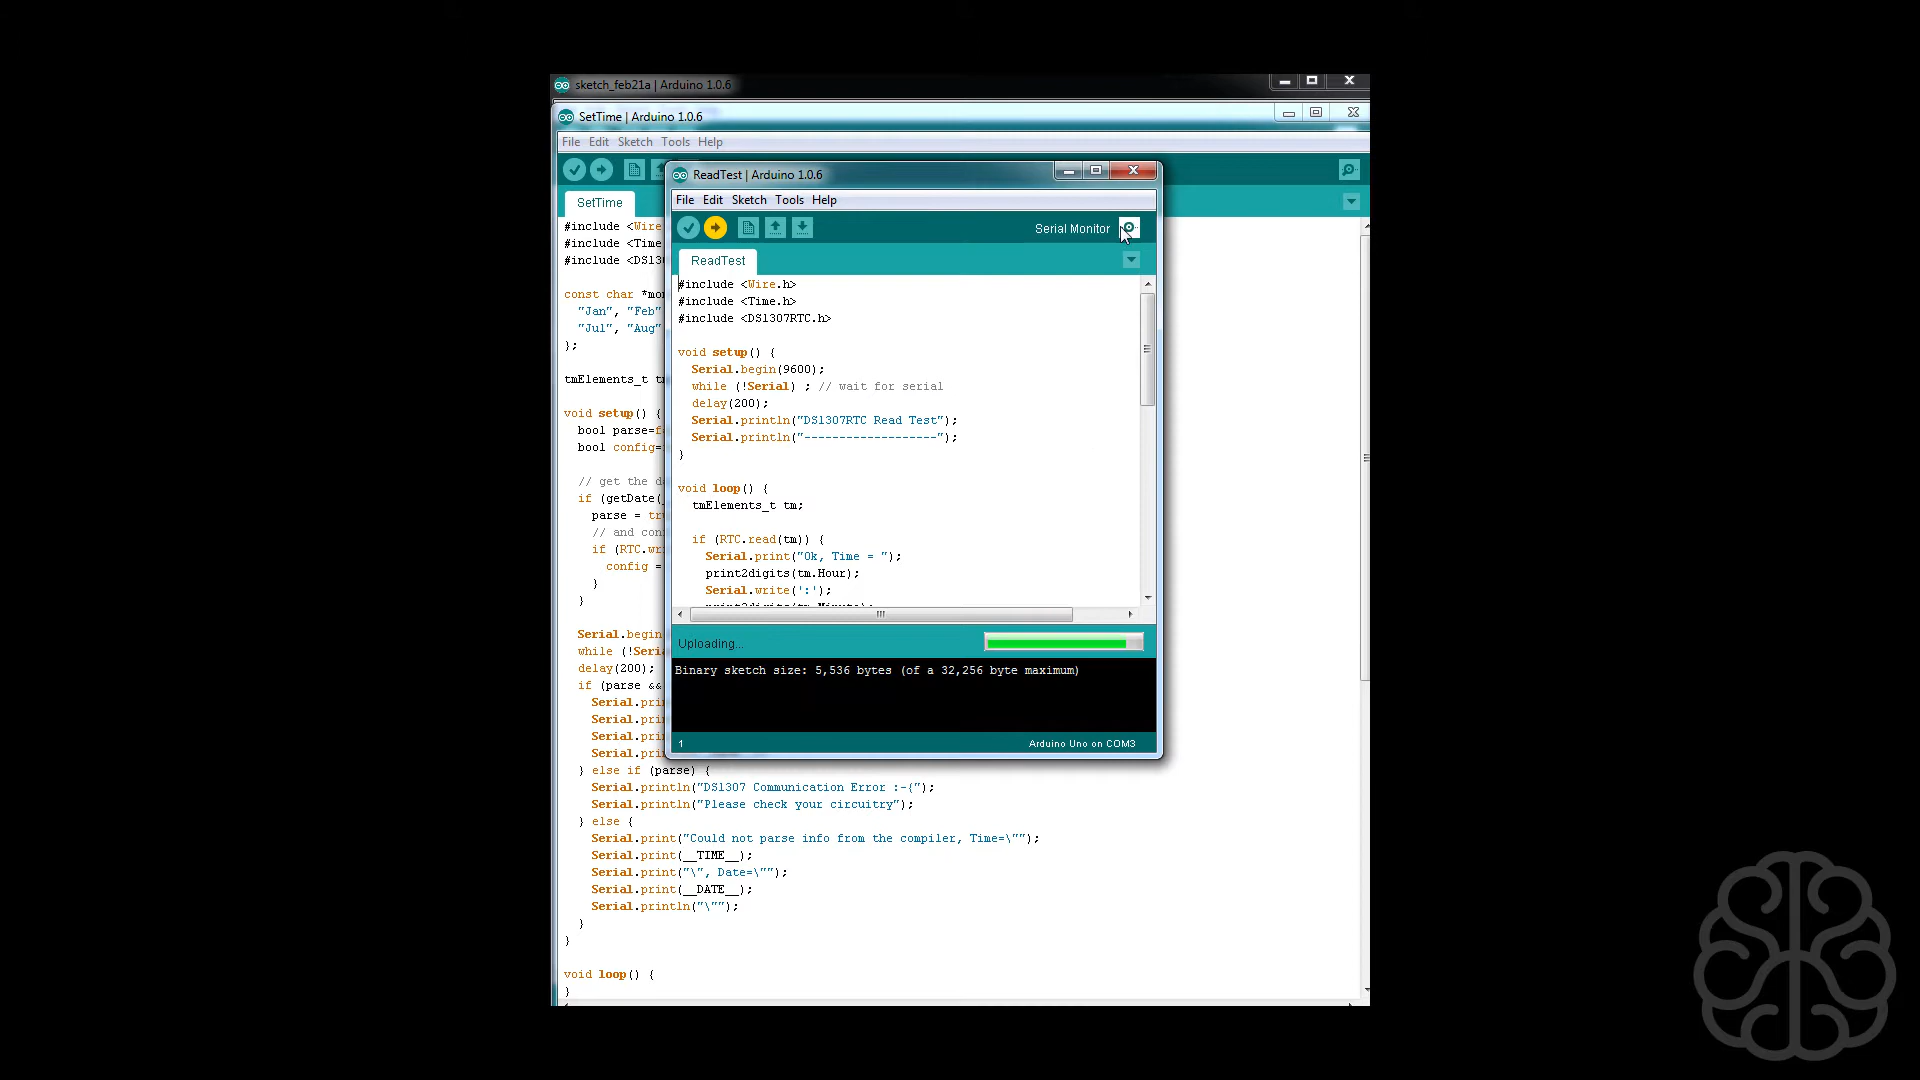 sketch_feb21a | Arduino 1.0.6
SetTime | Arduino 1.0.6
File Edit Sketch Tools Help
SetTime
#include <Wire
#include <Time
#include <DS13
const char *mo
"Jan", "Feb"
"Jul", "Aug"
};
tmElements_t t
void setup() {
bool parse=f
bool config=
// get the d
if (getDate(
parse = tr
// and con
if (RTC.wr
config =
}
}
Serial.begin
while (!Seri
delay(200);
if (parse &&
Serial.pri
Serial.pri
Serial.pri
Serial.pri
} else if (parse) {
Serial.println("DS1307 Communication Error :-{");
Serial.println("Please check your circuitry");
} else {
Serial.print("Could not parse info from the compiler, Time=\"");
Serial.print(__TIME__);
Serial.print("\", Date=\"");
Serial.print(__DATE__);
Serial.println("\"");
}
}
void loop() {
}
ReadTest | Arduino 1.0.6
File Edit Sketch Tools Help
Serial Monitor
ReadTest
#include <Wire.h>
#include <Time.h>
#include <DS1307RTC.h>
void setup() {
Serial.begin(9600);
while (!Serial) ; // wait for serial
delay(200);
Serial.println("DS1307RTC Read Test");
Serial.println("-------------------");
}
void loop() {
tmElements_t tm;
if (RTC.read(tm)) {
Serial.print("Ok, Time = ");
print2digits(tm.Hour);
Serial.write(':');
print2digits(tm.Minute);
Uploading...
Binary sketch size: 5,536 bytes (of a 32,256 byte maximum)
1
Arduino Uno on COM3